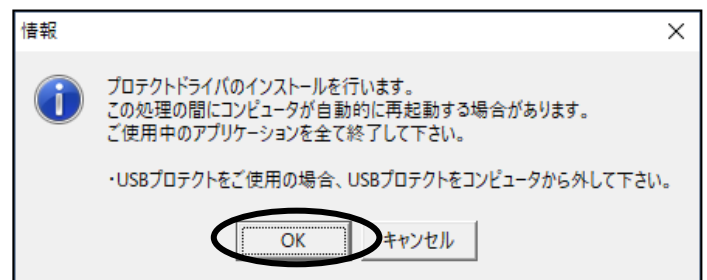 情報
プロテクトドライバのインストールを行います。
この処理の間にコンピュータが自動的に再起動する場合があります。
ご使用中のアプリケーションを全て終了して下さい。
・USBプロテクトをご使用の場合、USBプロテクトをコンピュータから外して下さい。
OK キャンセル